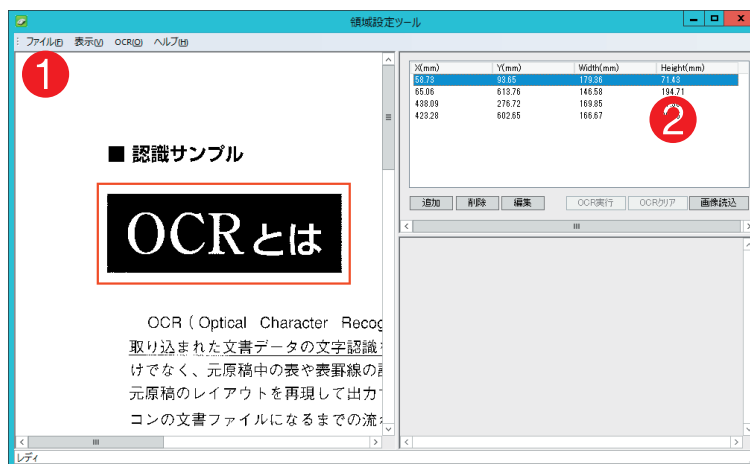 領域設定ツール
ファイル(F) 表示(V) OCR(O) ヘルプ(H)
1
■ 認識サンプル
OCRとは
OCR ( Optical Character Recog
取り込まれた文書データの文字認識
けでなく、元原稿中の表や表罫線の
元原稿のレイアウトを再現して出力
コンの文書ファイルになるまでの流
X(mm) Y(mm) Width(mm) Height(mm)
58.73 93.65 179.36 71.43
65.06 613.76 146.58 194.71
438.09 276.72 169.85
423.28 602.65 166.67
2
追加 削除 編集 OCR実行 OCRクリア 画像読込
レディ